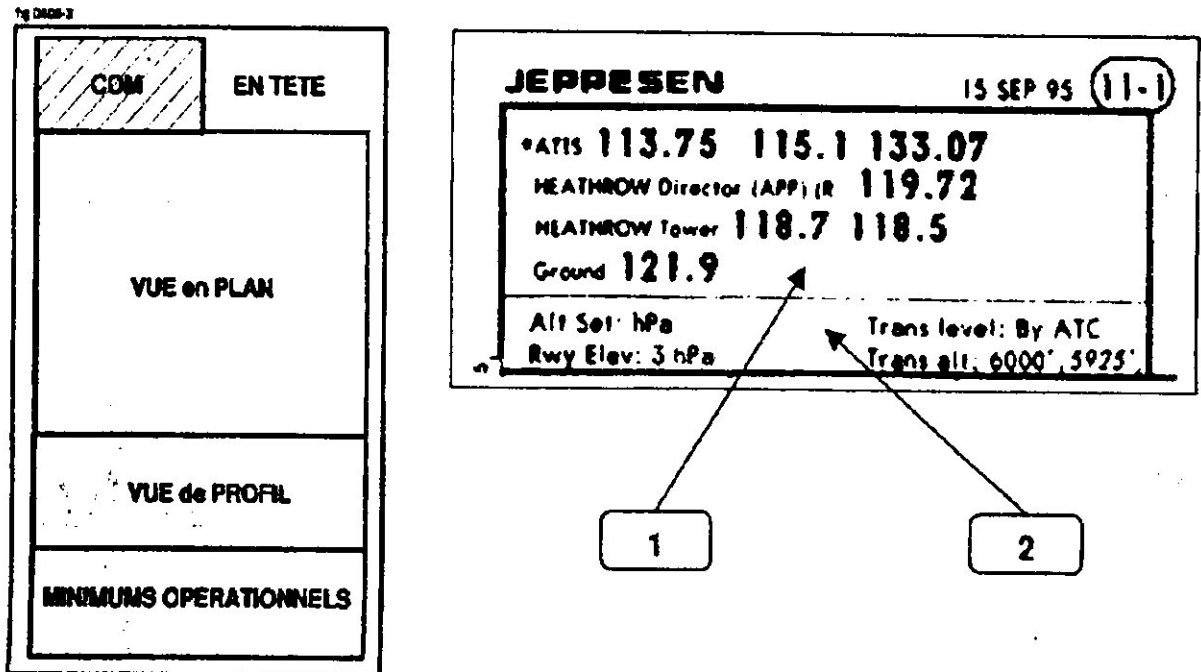 COM
EN TETE
VUE en PLAN
VUE de PROFIL
MINIMUMS OPERATIONNELS
JEPPESEN
15 SEP 95 11-1
*ATIS 113.75 115.1 133.07
HEATHROW Director (APP) (R 119.72
HEATHROW Tower 118.7 118.5
Ground 121.9
Alt Set: hPa Trans level: By ATC
Rwy Elev: 3 hPa Trans alt: 6000' 5925'
1
2